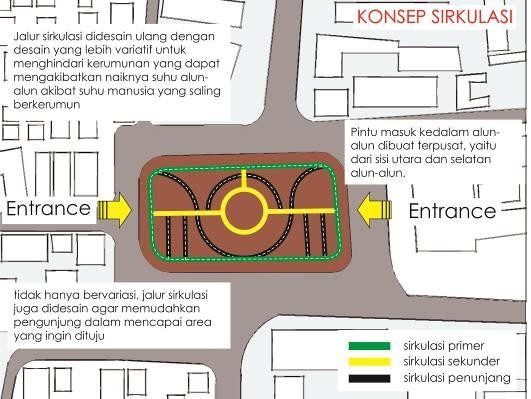 KONSEP SIRKULASI
Jalur sirkulasi didesain ulang dengan
desain yang lebih variatif untuk
menghindari kerumunan yang dapat
mengakibatkan naiknya suhu alun-
alun akibat suhu manusia yang saling
berkerumun
Pintu masuk kedalam alun-
alun dibuat terpusat, yaitu
dari sisi utara dan selatan
alun-alun.
Entrance
Entrance
tidak hanya bervariasi, jalur sirkulasi
juga didesain agar memudahkan
pengunjung dalam mencapai area
yang ingin dituju
sirkulasi primer
sirkulasi sekunder
sirkulasi penunjang